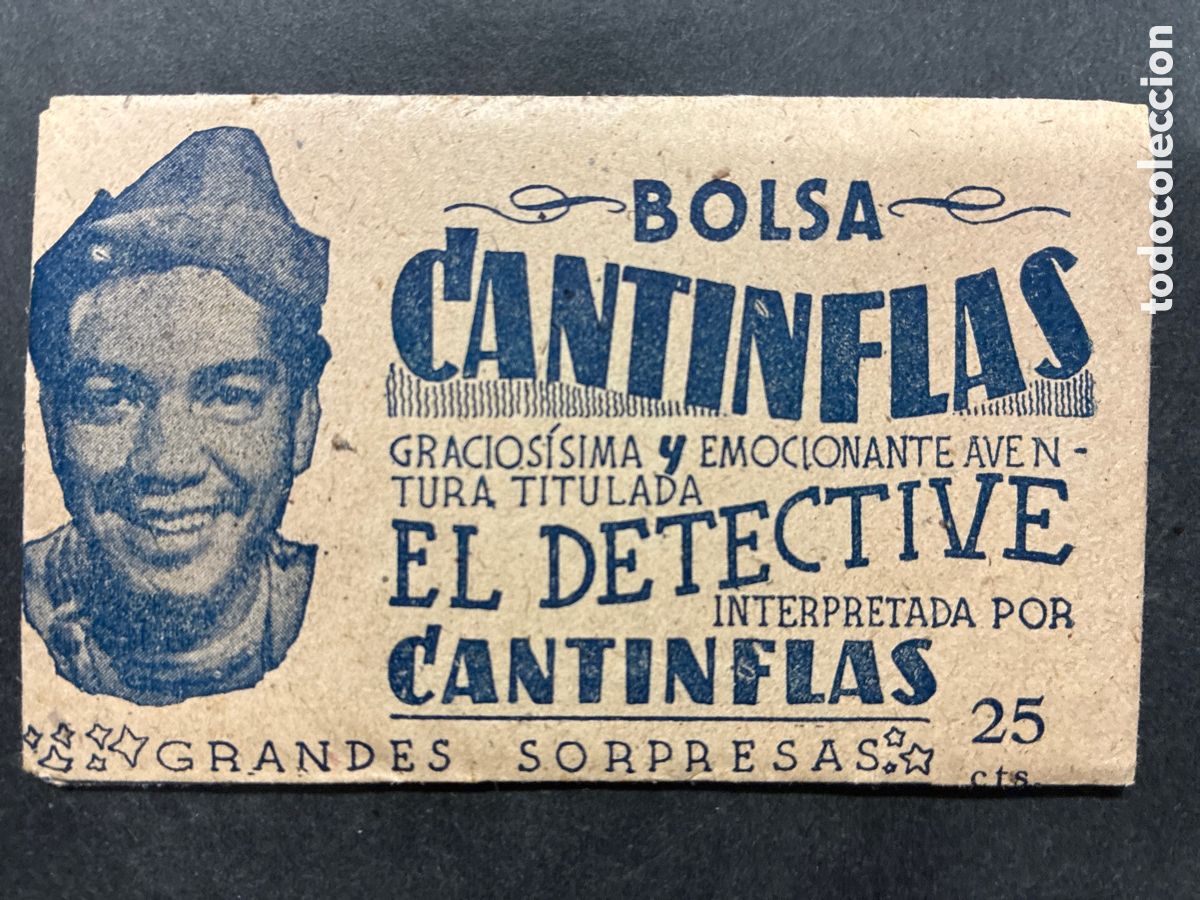 BOLSA
CANTINFLAS
GRACIOSÍSIMA y EMOCIONANTE AVEN-
TURA TITULADA
EL DETECTIVE
INTERPRETADA POR
CANTINFLAS
GRANDES SORPRESAS
25
cts.
todocoleccion